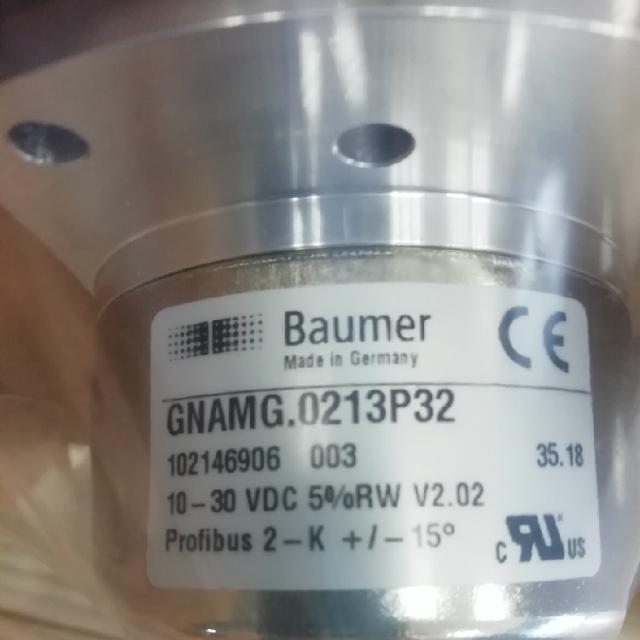 Baumer
Made in Germany
CE
GNAMG.0213P32
102146906 003 35.18
10-30 VDC 5%RW V2.02
Profibus 2-K +/-15°
C RU US